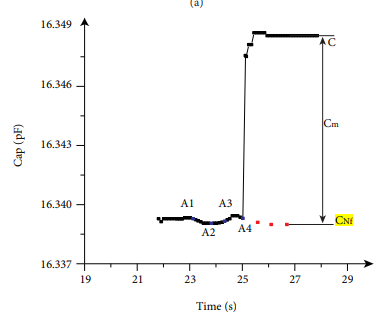 (a)
16.349
16.346
16.343
16.340
16.337
Cap (pF)
C
Cm
CNf
A1
A2
A3
A4
19
21
23
25
27
29
Time (s)